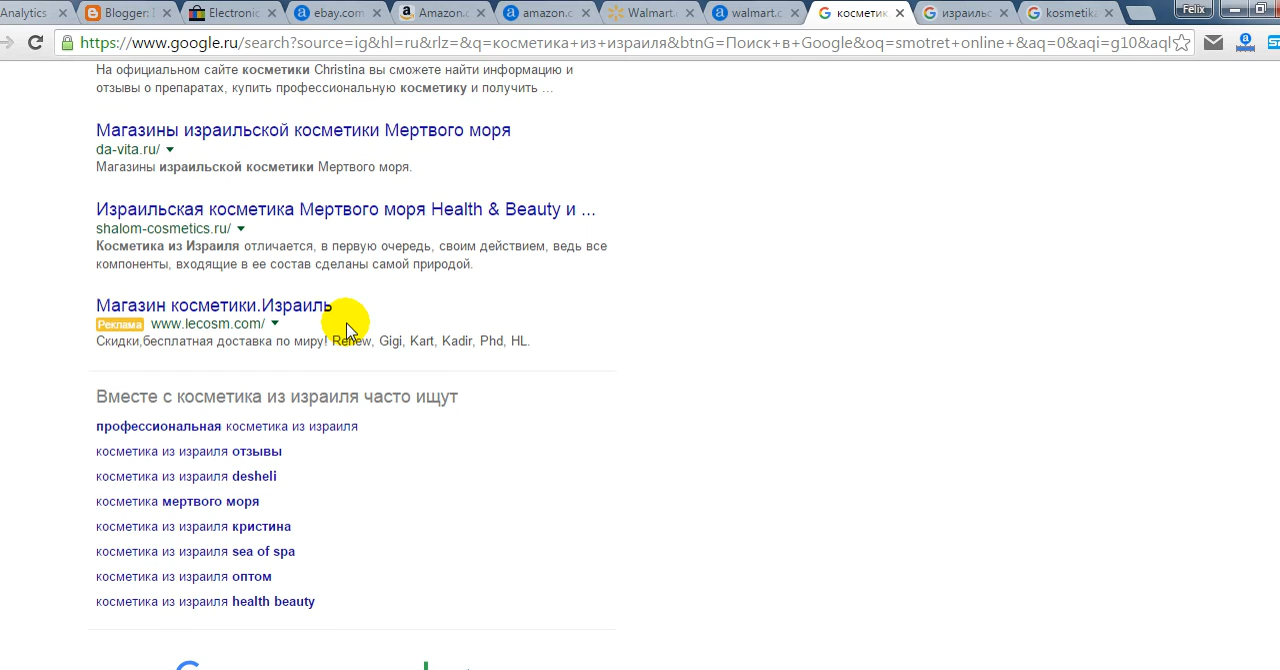 Analytics
Blogger:
Electronic
ebay.com
Amazon.c
amazon.c
Walmart.
walmart.c
косметик
израильс
kosmetika
Felix
https://www.google.ru/search?source=ig&hl=ru&rlz=&q=косметика+из+израиля&btnG=Поиск+в+Google&oq=smotret+online+&aq=0&aqi=g10&aql
На официальном сайте косметики Christina вы сможете найти информацию и
отзывы о препаратах, купить профессиональную косметику и получить ...
Магазины израильской косметики Мертвого моря
da-vita.ru/
Магазины израильской косметики Мертвого моря.
Израильская косметика Мертвого моря Health & Beauty и ...
shalom-cosmetics.ru/
Косметика из Израиля отличается, в первую очередь, своим действием, ведь все
компоненты, входящие в ее состав сделаны самой природой.
Магазин косметики.Израиль
Реклама www.lecosm.com/
Скидки,бесплатная доставка по миру! Renew, Gigi, Kart, Kadir, Phd, HL.
Вместе с косметика из израиля часто ищут
профессиональная косметика из израиля
косметика из израиля отзывы
косметика из израиля desheli
косметика мертвого моря
косметика из израиля кристина
косметика из израиля sea of spa
косметика из израиля оптом
косметика из израиля health beauty